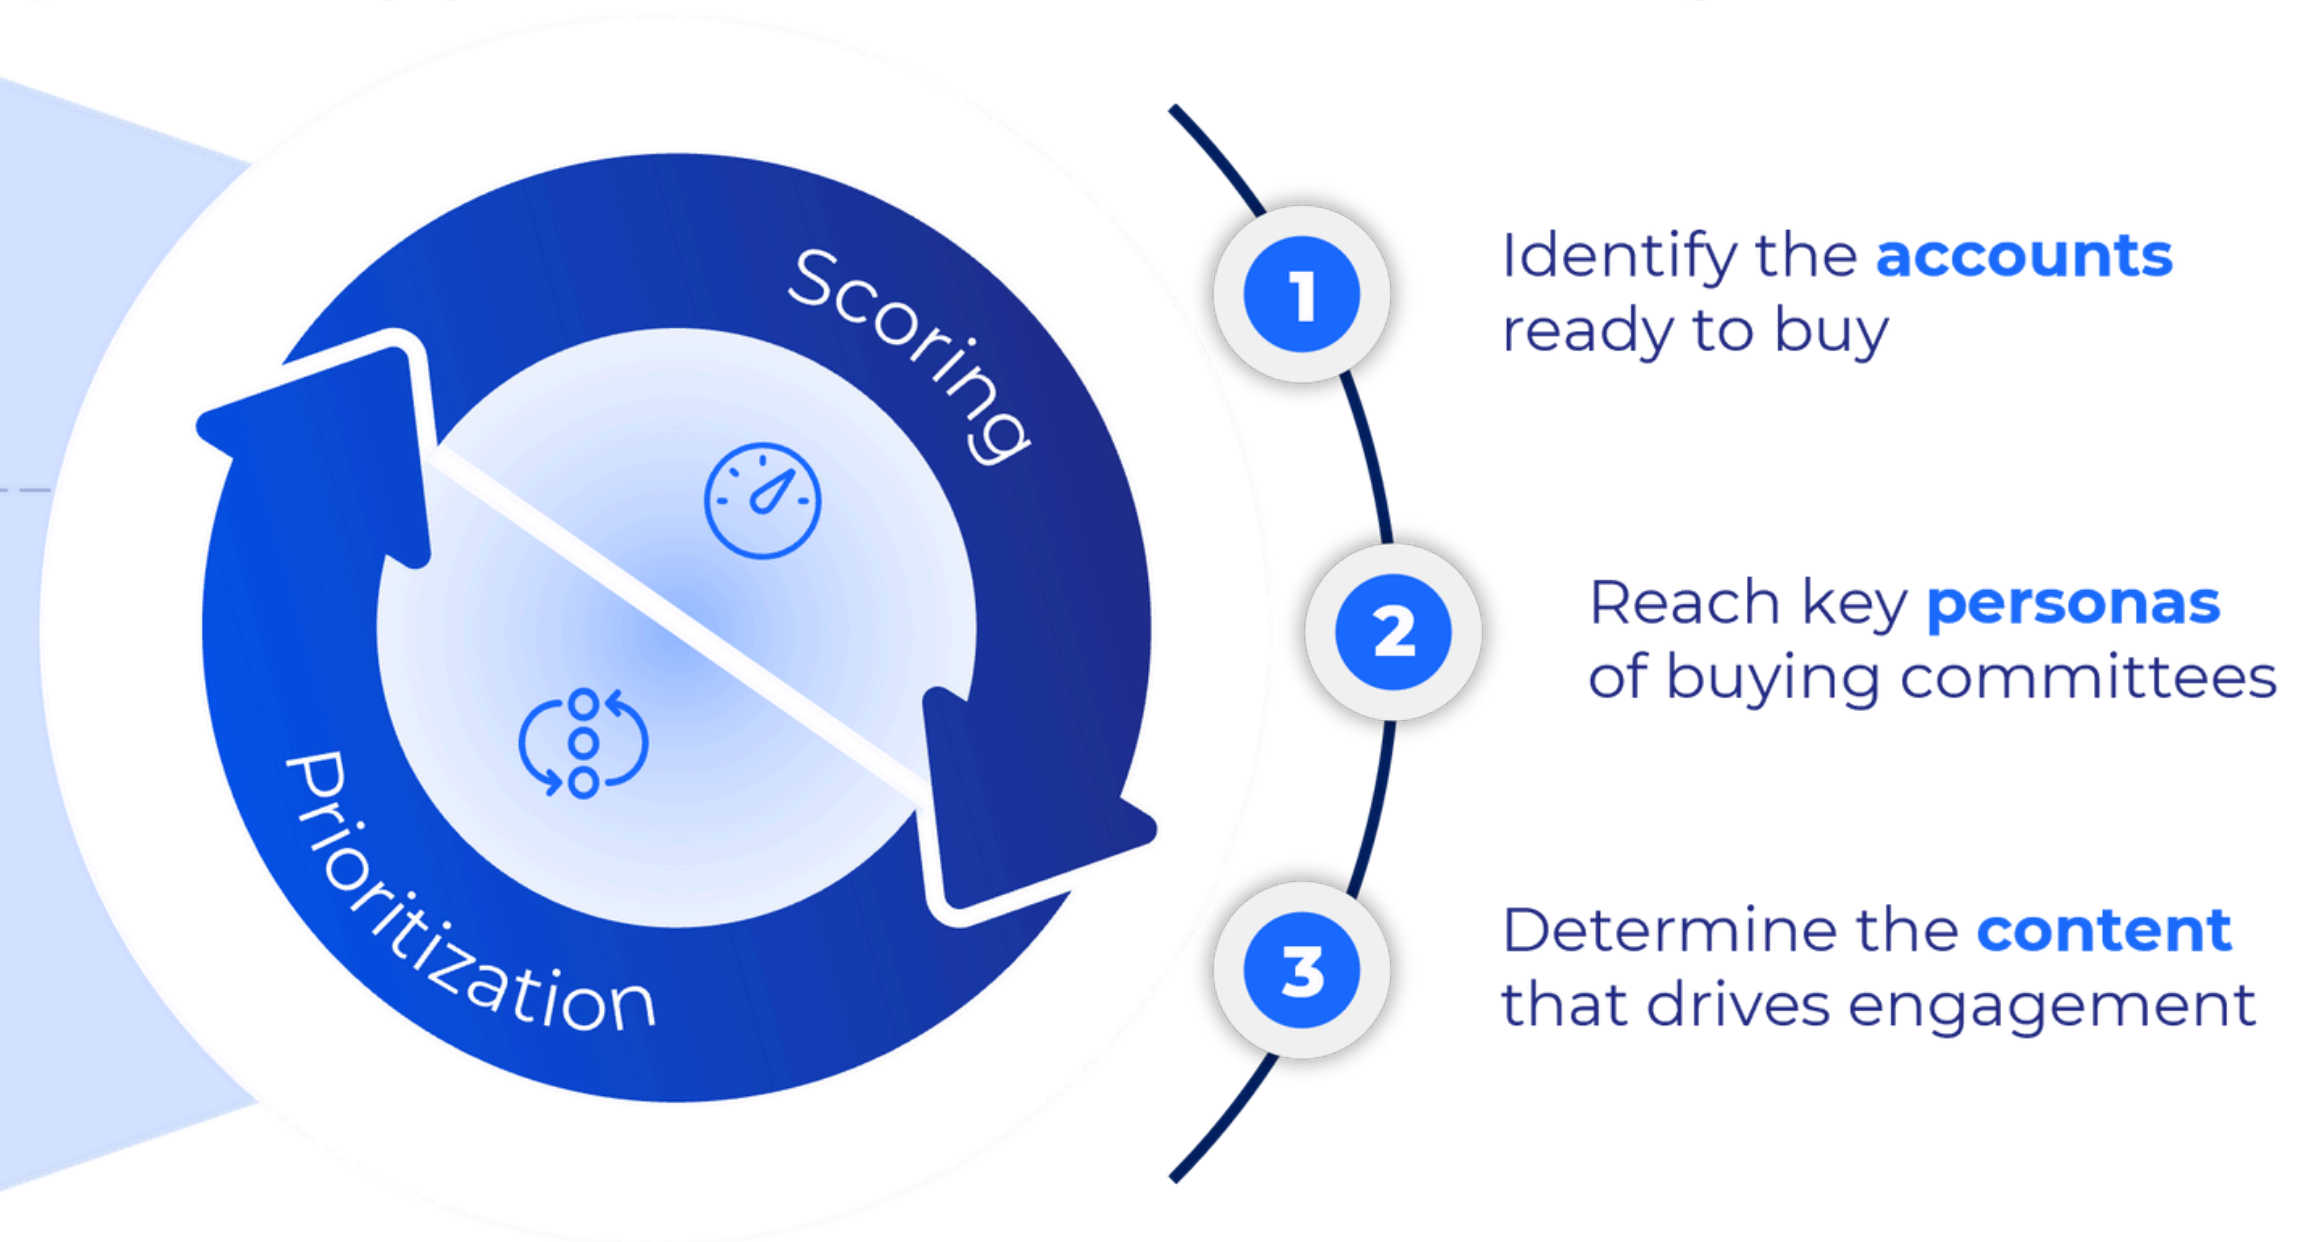 Scoring
Prioritization
1
Identify the accounts
ready to buy
2
Reach key personas
of buying committees
3
Determine the content
that drives engagement